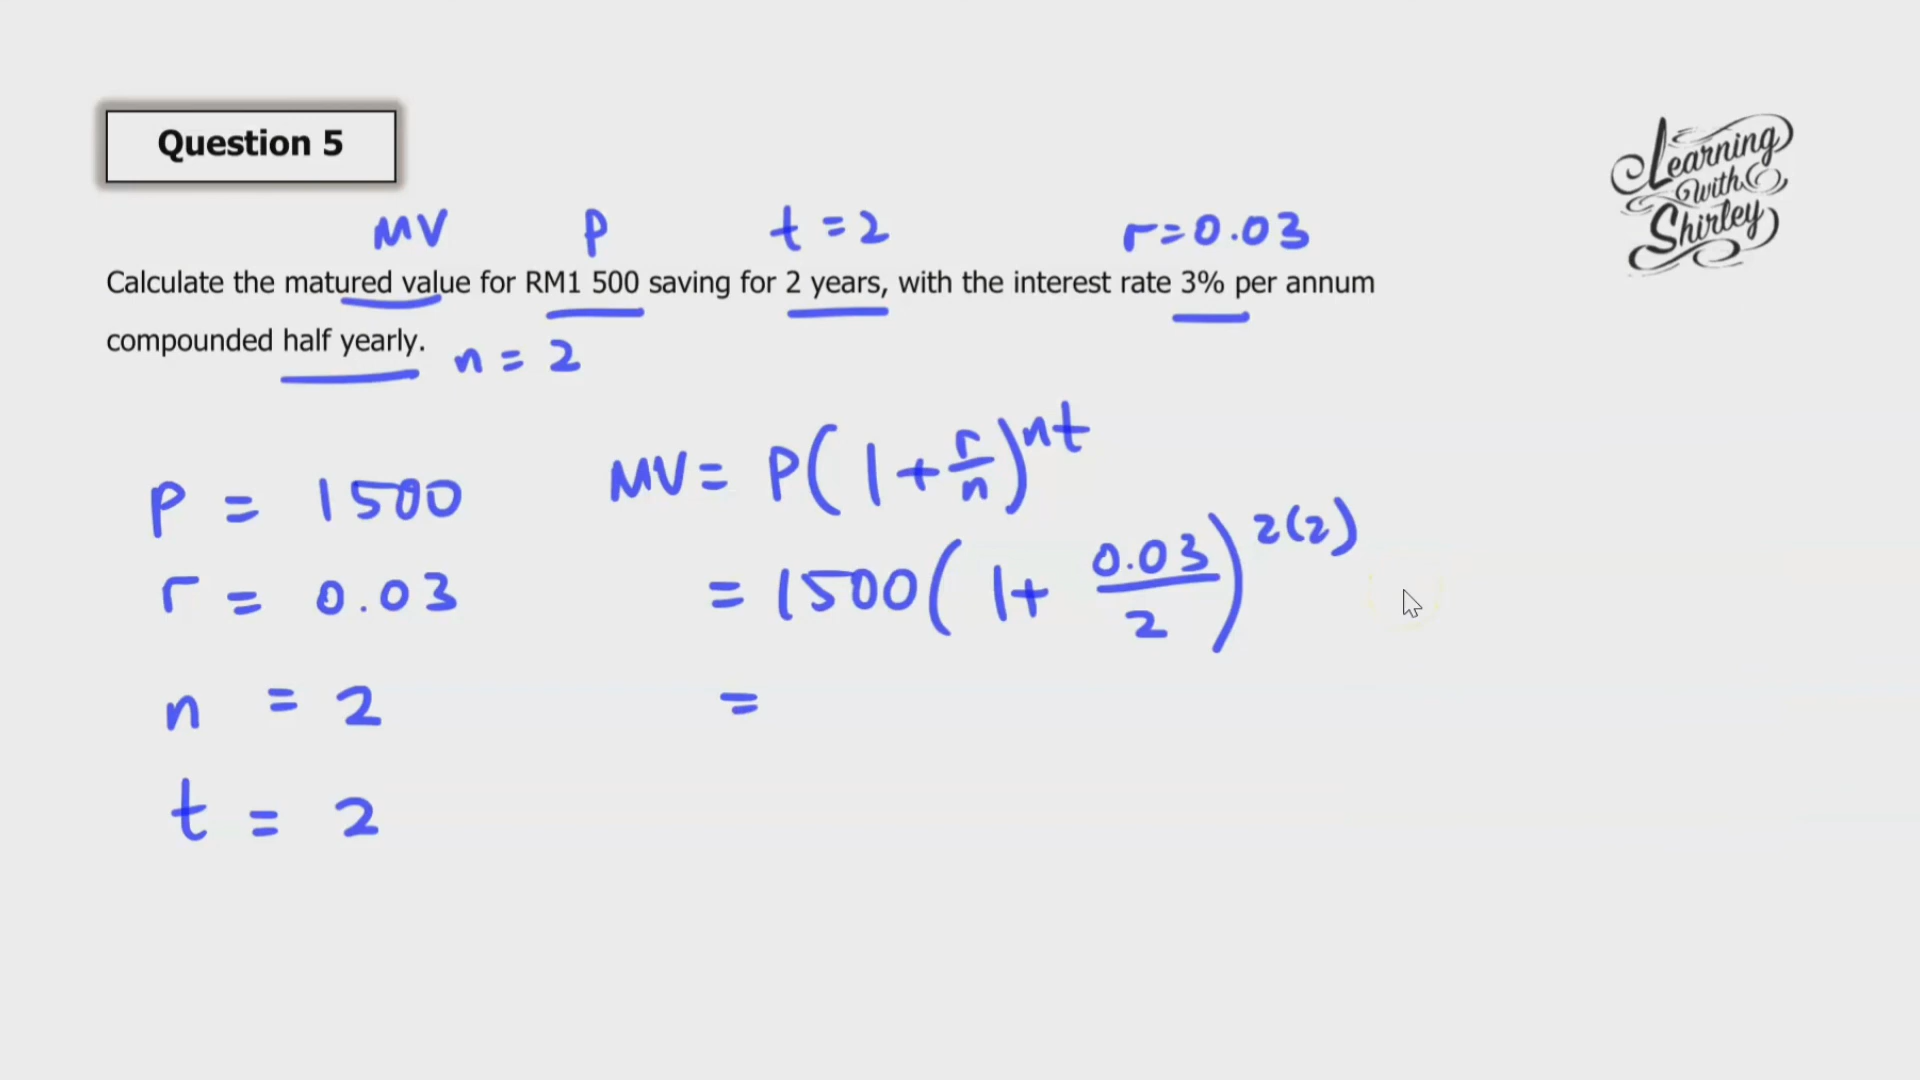 Question 5
Learning
with
Shirley
MV P t = 2 r = 0.03
Calculate the matured value for RM1 500 saving for 2 years, with the interest rate 3% per annum
compounded half yearly. n = 2
MV = P(1 + r/n)^nt
P = 1500
= 1500(1 + 0.03/2)^2(2)
r = 0.03
n = 2
=
t = 2